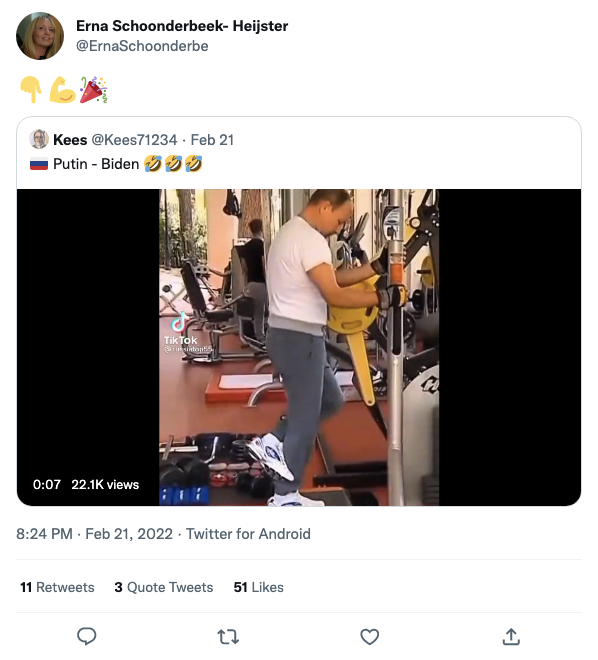 Erna Schoonderbeek- Heijster
@ErnaSchoonderbe
👇💪🎉
Kees @Kees71234 · Feb 21
🇷🇺 Putin - Biden 🤣🤣🤣
TikTok
0:07 22.1K views
8:24 PM · Feb 21, 2022 · Twitter for Android
11 Retweets 3 Quote Tweets 51 Likes